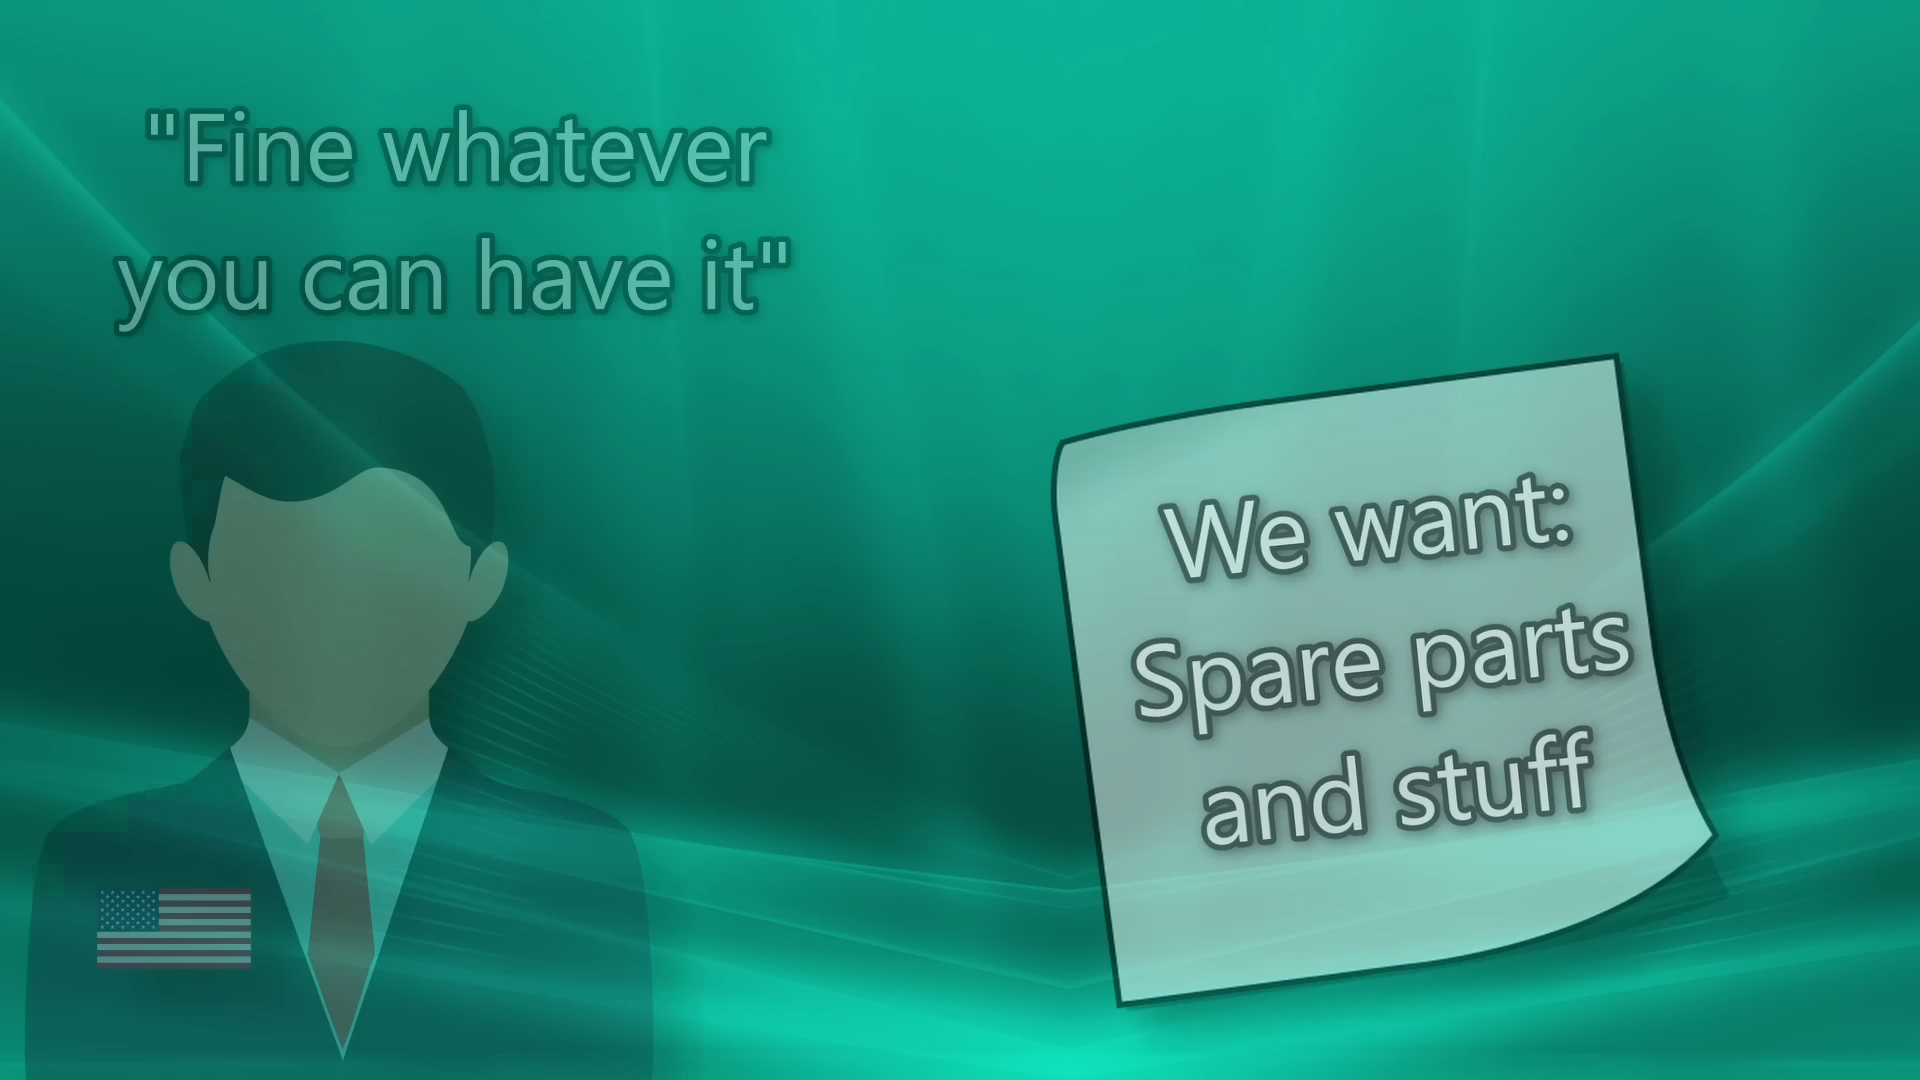 "Fine whatever
you can have it"
We want:
Spare parts
and stuff